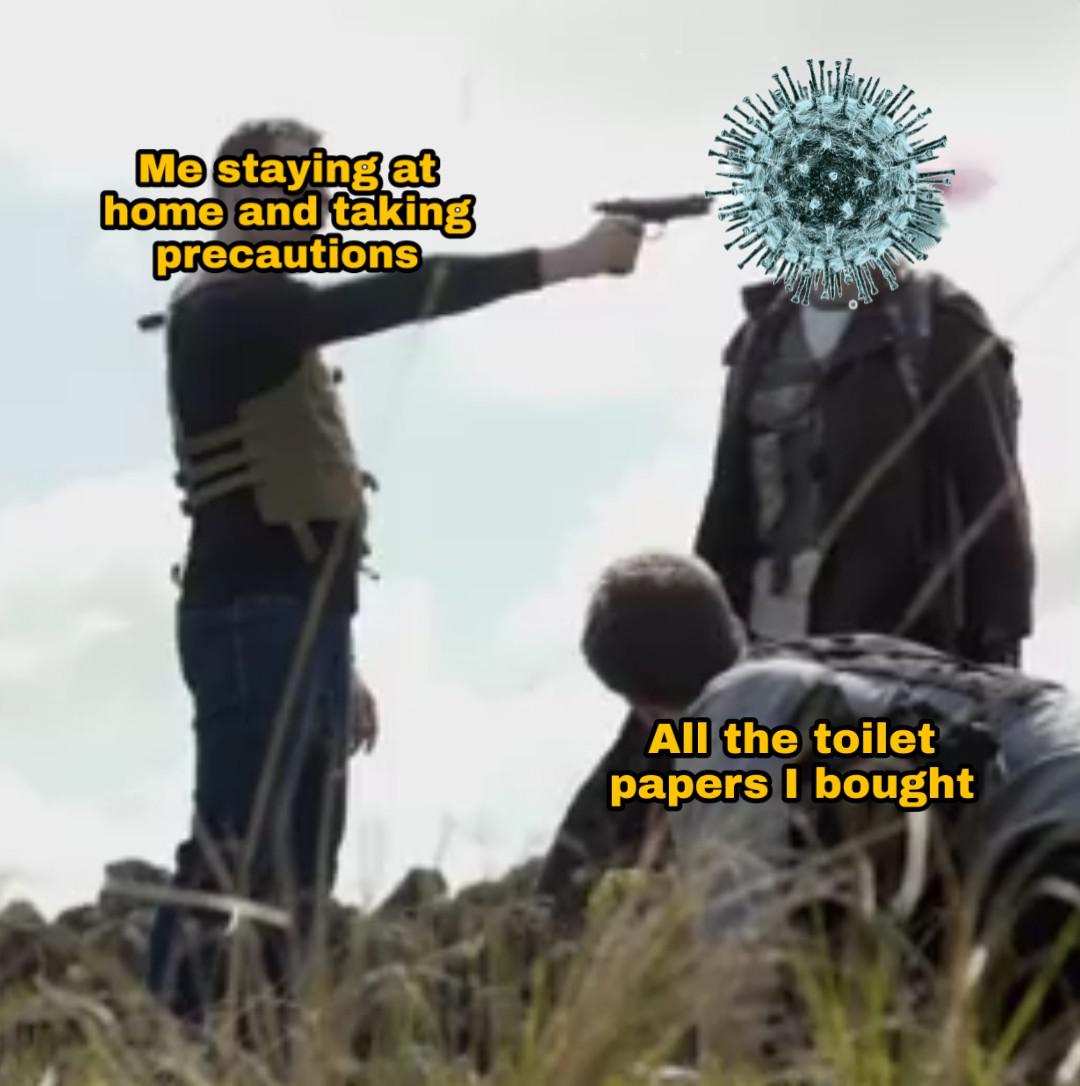 Me staying at
home and taking
precautions
All the toilet
papers I bought